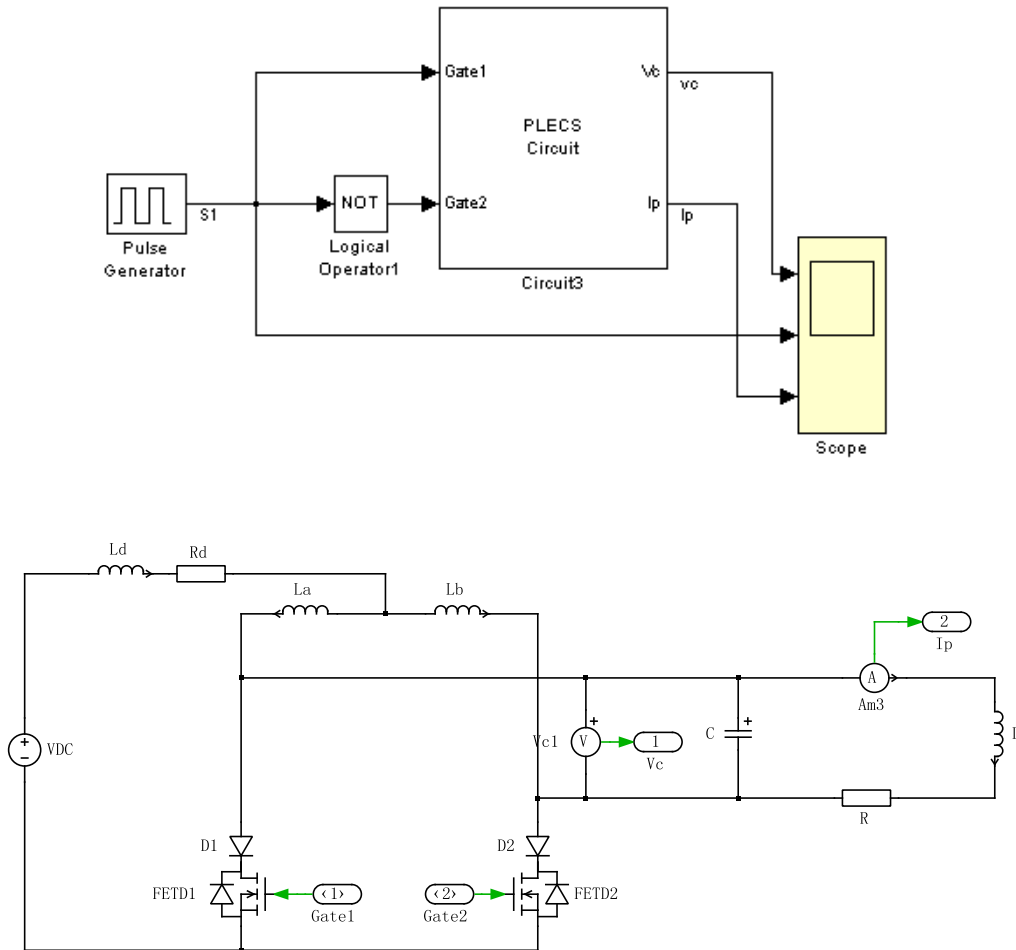 Gate1
Vc
vc
PLECS
Circuit
S1
NOT
Gate2
Ip
Ip
Pulse
Generator
Logical
Operator1
Circuit3
Scope
Ld
Rd
La
Lb
2
Ip
A
Am3
VDC
Vc1
V
1
Vc
C
L
R
D1
D2
FETD1
‹1›
Gate1
‹2›
Gate2
FETD2